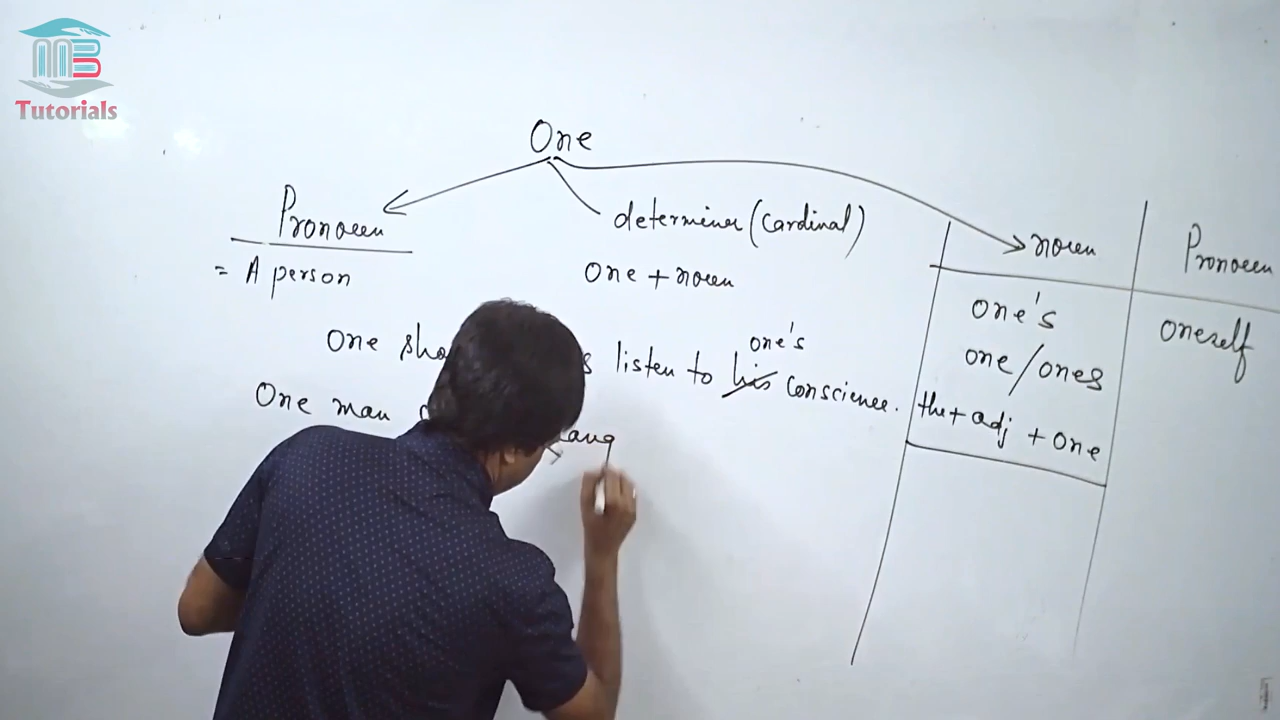 MB
Tutorials
One
Pronoun
determiner (cardinal)
noun
Pronoun
= A person
One + noun
one's
oneself
one's
One listen to his conscience.
one/ones
One man
the + adj + one